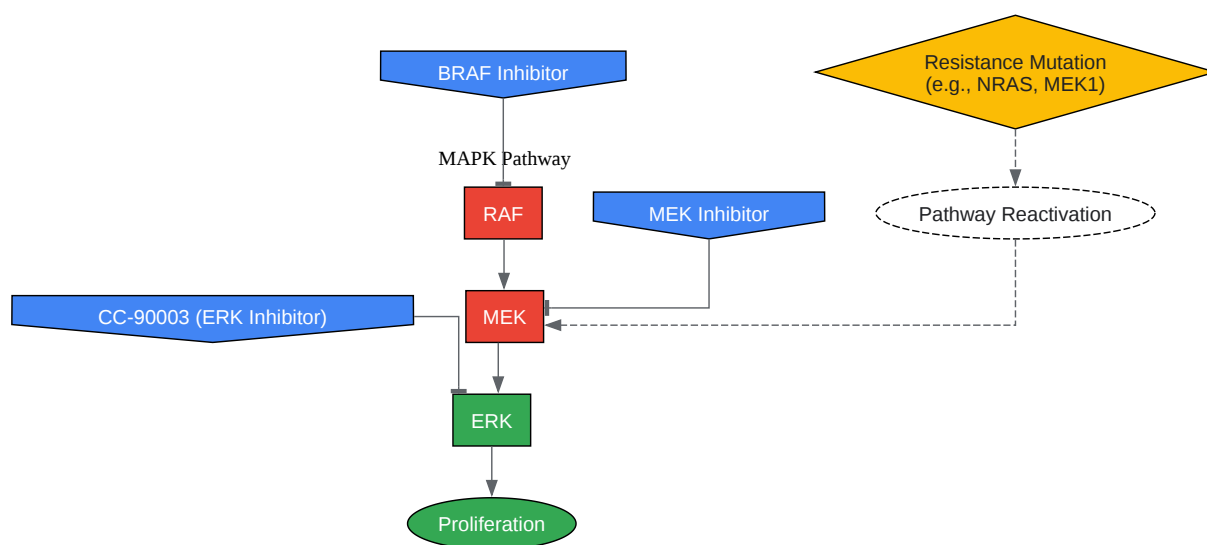 BRAF Inhibitor
Resistance Mutation
(e.g., NRAS, MEK1)
MAPK Pathway
RAF
MEK Inhibitor
Pathway Reactivation
CC-90003 (ERK Inhibitor)
MEK
ERK
Proliferation